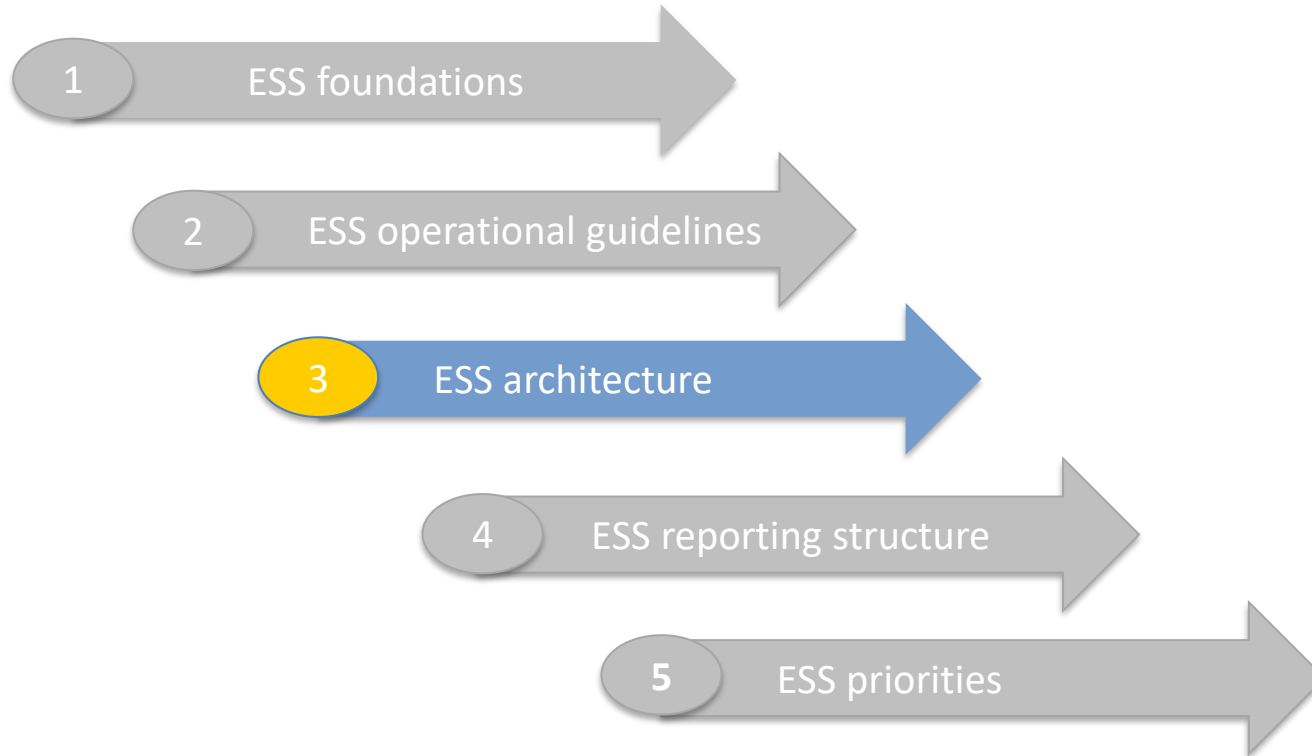 1 ESS foundations
2 ESS operational guidelines
3 ESS architecture
4 ESS reporting structure
5 ESS priorities